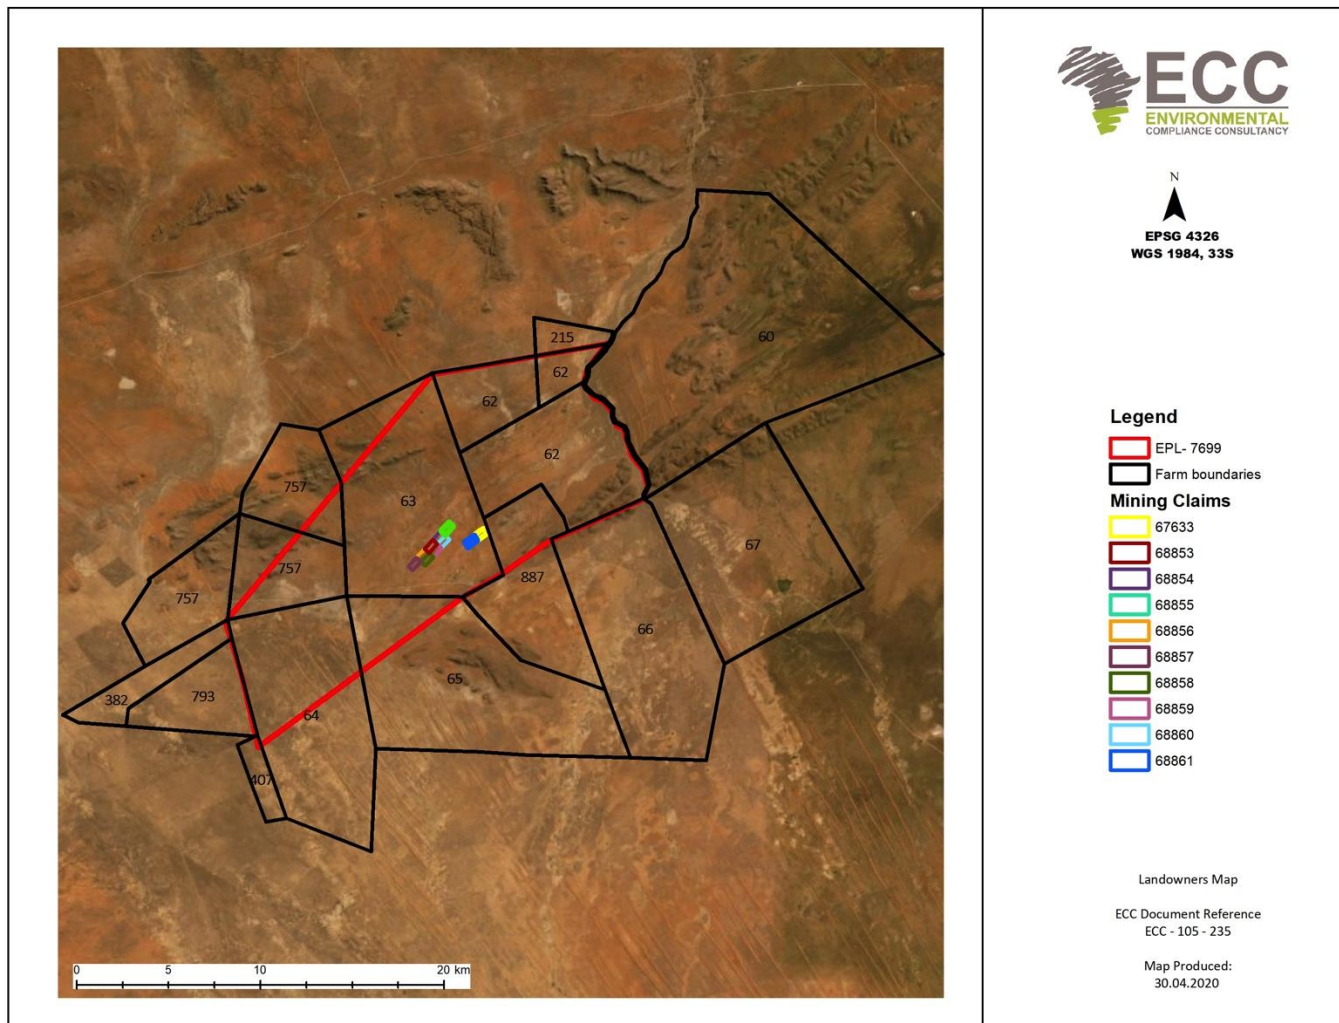 60
215
62
62
62
757
63
757
757
67
887
66
382
793
65
64
407
0 5 10 20 km
ECC
ENVIRONMENTAL
COMPLIANCE CONSULTANCY
N
EPSG 4326
WGS 1984, 33S
Legend
EPL- 7699
Farm boundaries
Mining Claims
67633
68853
68854
68855
68856
68857
68858
68859
68860
68861
Landowners Map
ECC Document Reference
ECC - 105 - 235
Map Produced:
30.04.2020